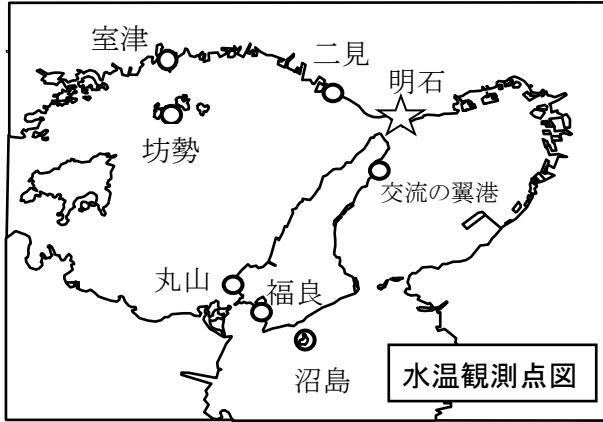 室津
二見
明石
坊勢
交流の翼港
丸山
福良
沼島
水温観測点図